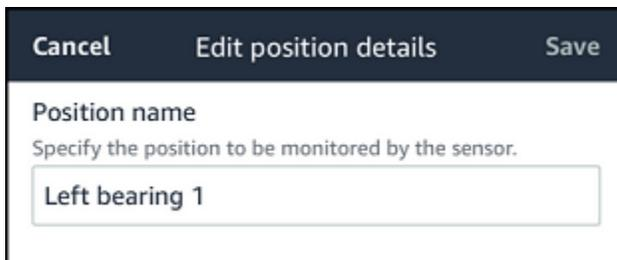 Cancel Edit position details Save
Position name
Specify the position to be monitored by the sensor.
Left bearing 1